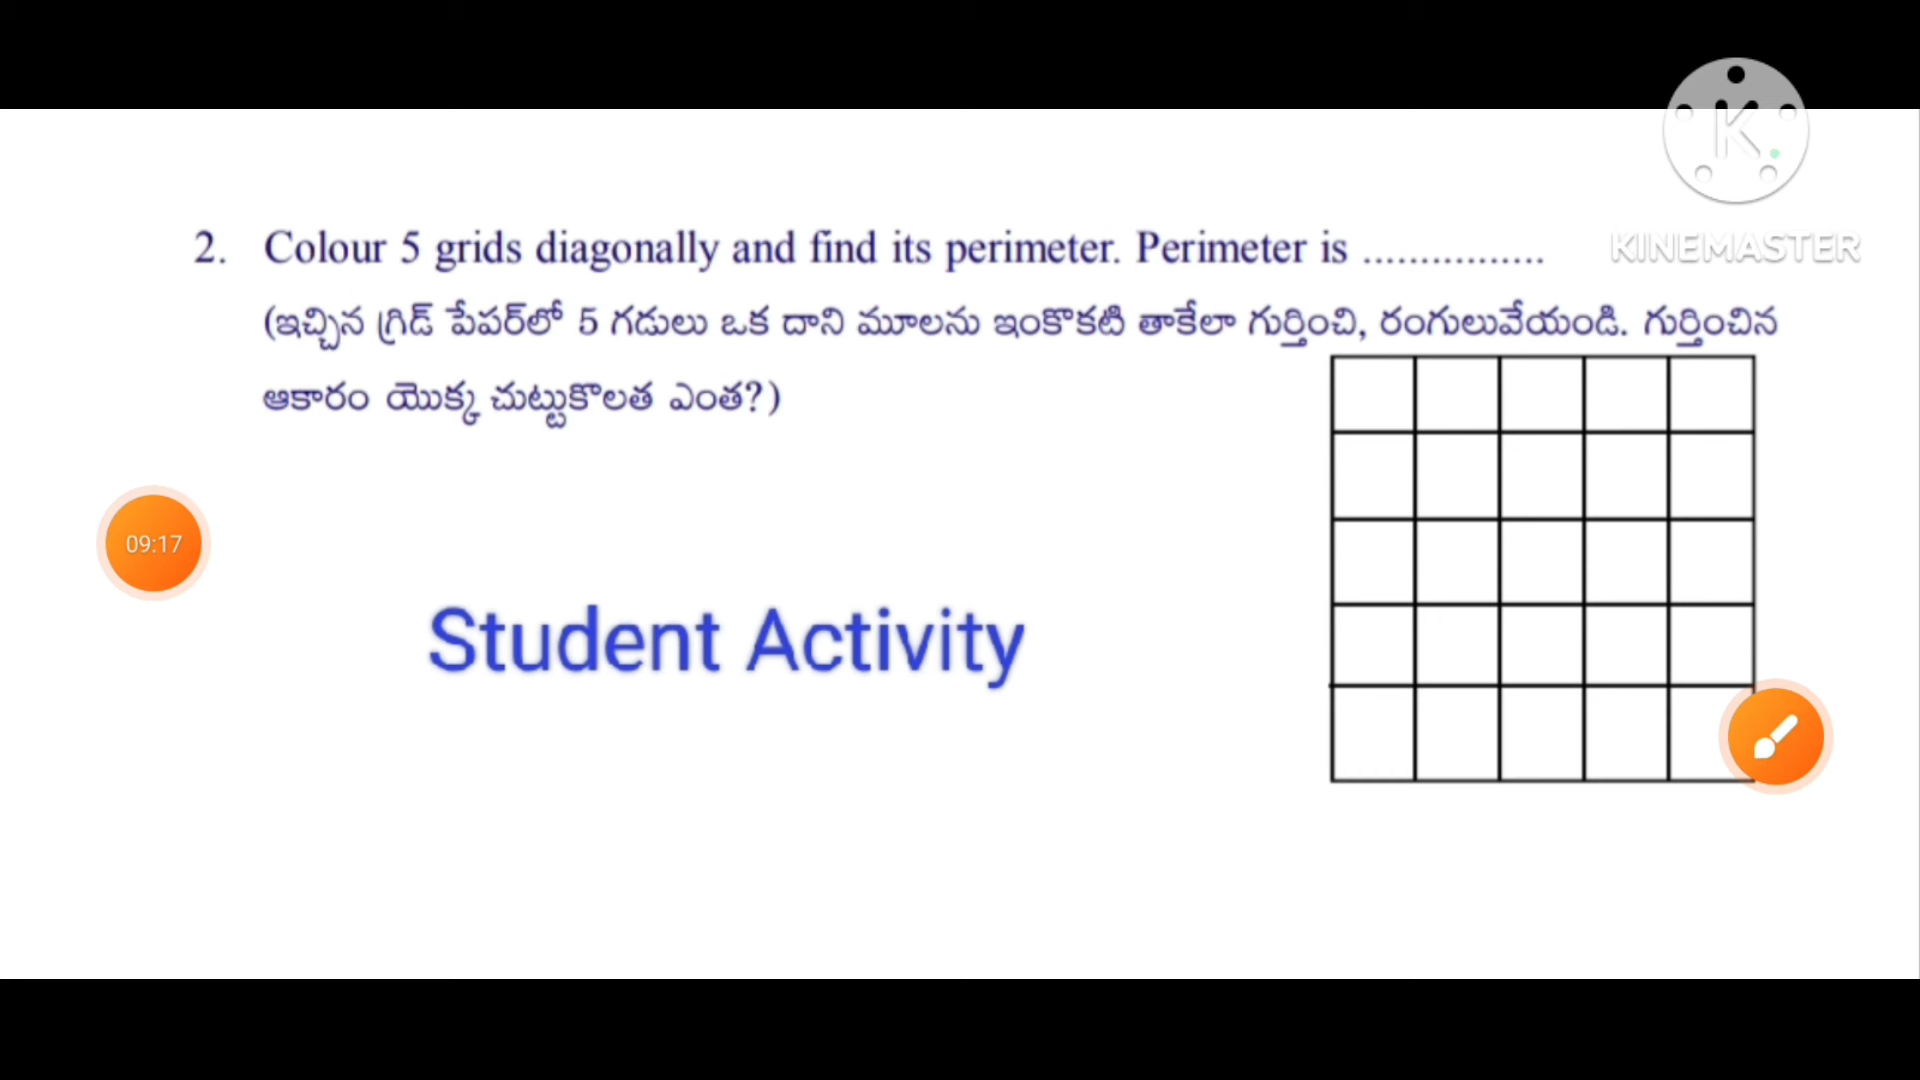 KINEMASTER
2. Colour 5 grids diagonally and find its perimeter. Perimeter is ................
(ఇచ్చిన గ్రిడ్ పేపర్‌లో 5 గడులు ఒక దాని మూలను ఇంకొకటి తాకేలా గుర్తించి, రంగులువేయండి. గుర్తించిన
ఆకారం యొక్క చుట్టుకొలత ఎంత?)
09:17
Student Activity